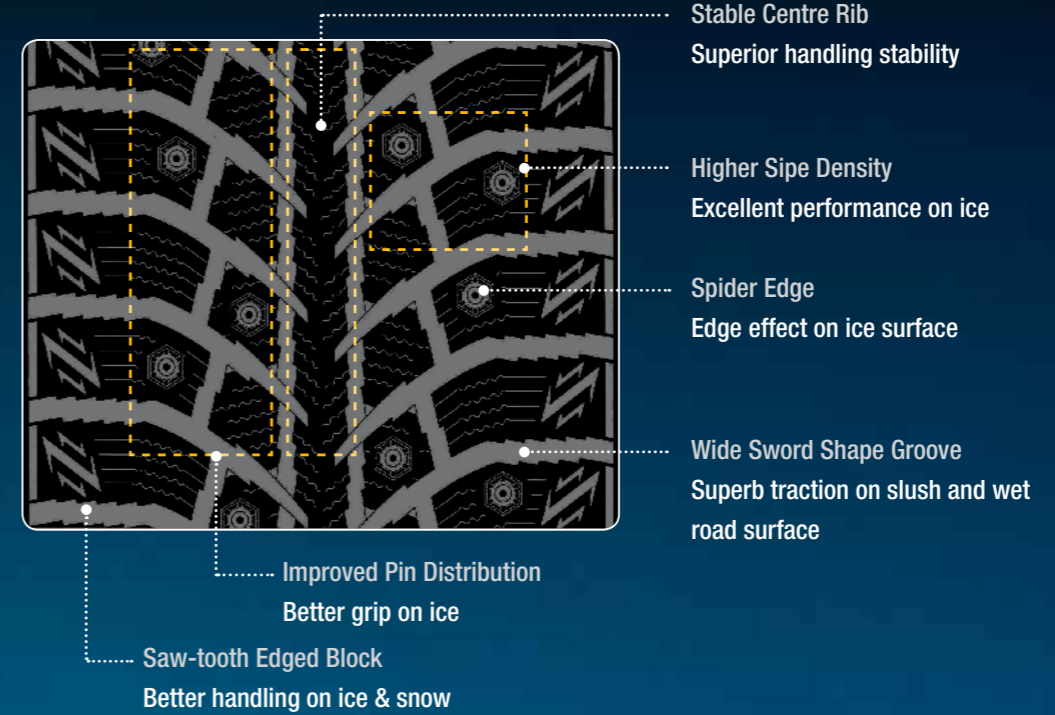 Stable Centre Rib
Superior handling stability
Higher Sipe Density
Excellent performance on ice
Spider Edge
Edge effect on ice surface
Wide Sword Shape Groove
Superb traction on slush and wet
road surface
Improved Pin Distribution
Better grip on ice
Saw-tooth Edged Block
Better handling on ice & snow